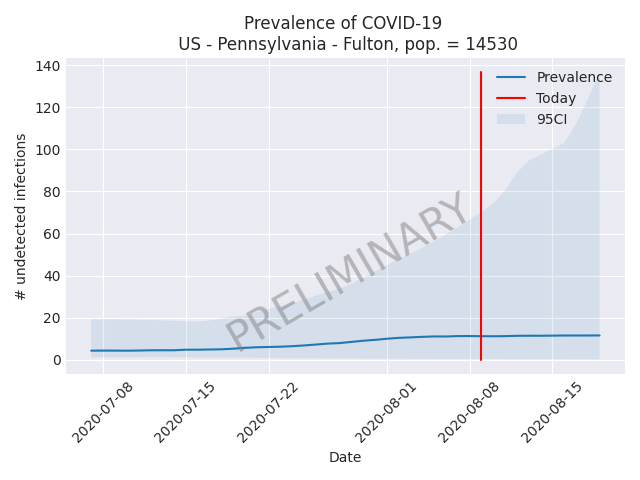 Prevalence of COVID-19
US - Pennsylvania - Fulton, pop. = 14530
140
120
100
80
60
40
20
0
# undetected infections
Prevalence
Today
95CI
PRELIMINARY
2020-07-08
2020-07-15
2020-07-22
2020-08-01
2020-08-08
2020-08-15
Date